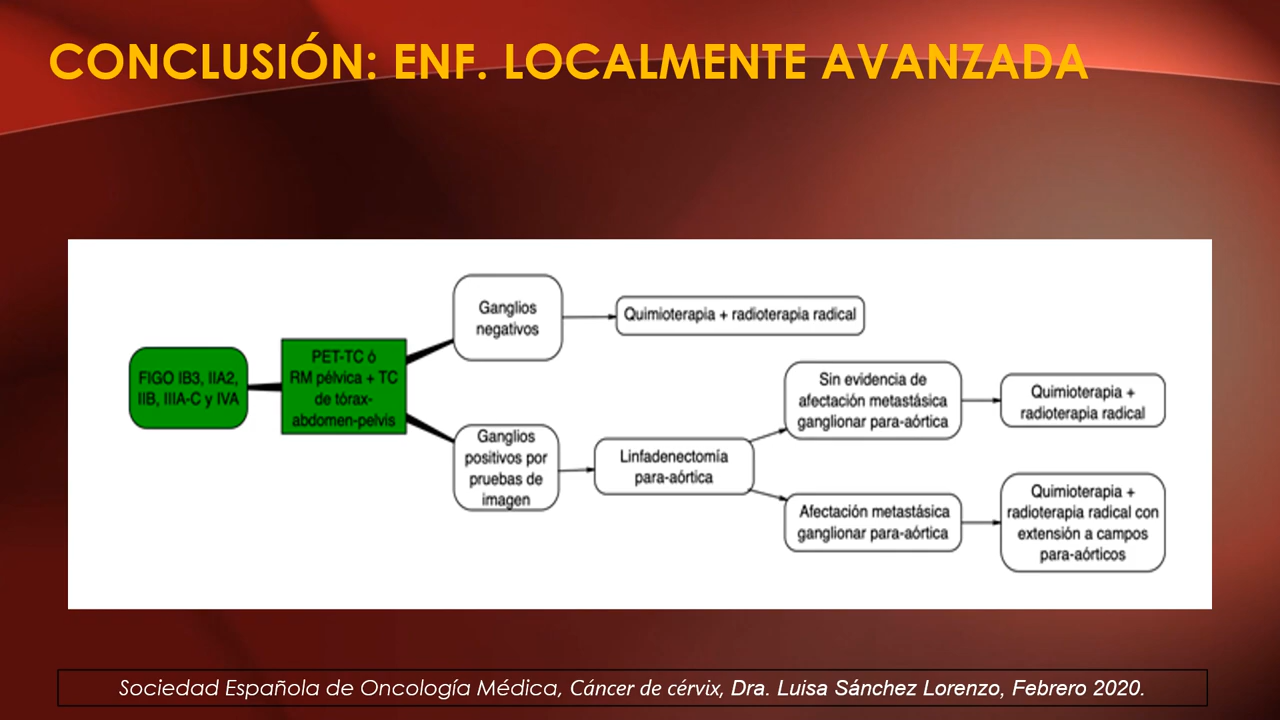 CONCLUSIÓN: ENF. LOCALMENTE AVANZADA
FIGO IB3, IIA2,
IIB, IIIA-C y IVA
PET-TC ó
RM pélvica + TC
de tórax-
abdomen-pelvis
Ganglios
negativos
Quimioterapia + radioterapia radical
Ganglios
positivos por
pruebas de
imagen
Linfadenectomía
para-aórtica
Sin evidencia de
afectación metastásica
ganglionar para-aórtica
Quimioterapia +
radioterapia radical
Afectación metastásica
ganglionar para-aórtica
Quimioterapia +
radioterapia radical con
extensión a campos
para-aórticos
Sociedad Española de Oncología Médica, Cáncer de cérvix, Dra. Luisa Sánchez Lorenzo, Febrero 2020.